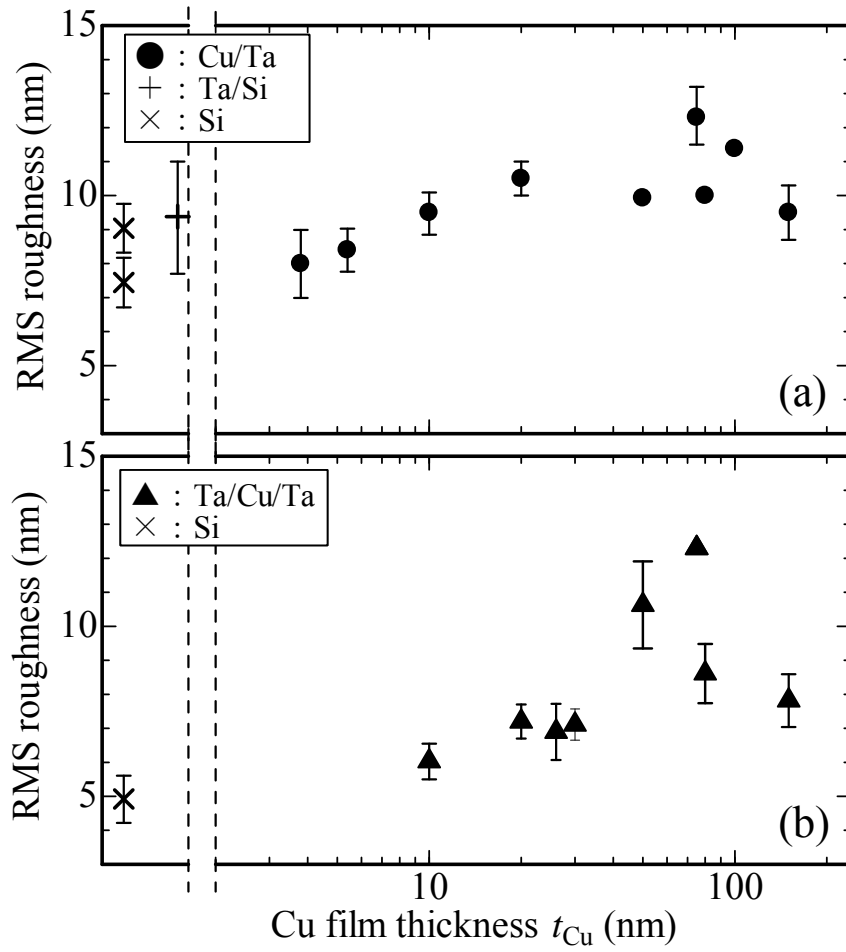 15
● : Cu/Ta
+ : Ta/Si
× : Si
10
5
RMS roughness (nm)
(a)
15
▲ : Ta/Cu/Ta
× : Si
10
5
RMS roughness (nm)
(b)
10 100
Cu film thickness tCu (nm)